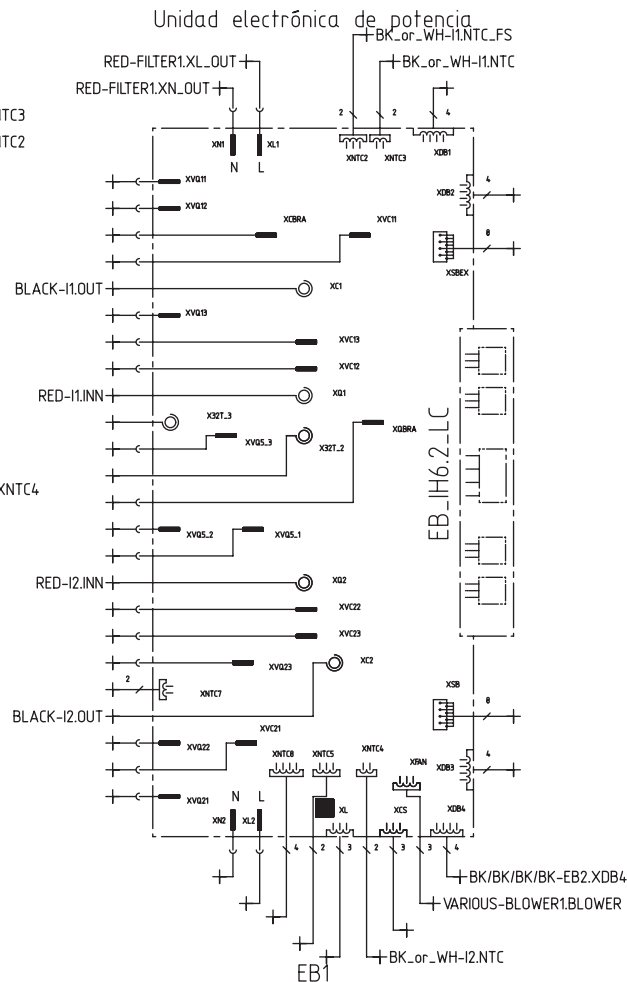 Unidad electrónica de potencia
BK_or_WH-I1.NTC_FS
RED-FILTER1.XL_OUT
BK_or_WH-I1.NTC
RED-FILTER1.XN_OUT
NTC3
2
2
4
NTC2
XN1
XL1
XNTC2
XNTC3
XDB1
N
L
XVQ11
XDB2
4
XVQ12
XCBRA
XVC11
8
XSBEX
BLACK-I1.OUT
XC1
XVQ13
XVC13
XVC12
RED-I1.INN
XQ1
X32T_3
XQBRA
XVQS_3
X32T_2
EB_IH6.2_LC
XNTC4
XVQS_2
XVQS_1
RED-I2.INN
XQ2
XVC22
XVC23
XVQ23
XC2
2
XNTC7
XSB
8
BLACK-I2.OUT
XVC21
XVQ22
XNTC8
XNTC5
XNTC4
XFAN
XDB3
4
XVQ21
N
L
XN2
XL2
XL
XCS
XDB4
4
2
3
2
3
3
4
BK/BK/BK/BK-EB2.XDB4
VARIOUS-BLOWER1.BLOWER
BK_or_WH-I2.NTC
EB1